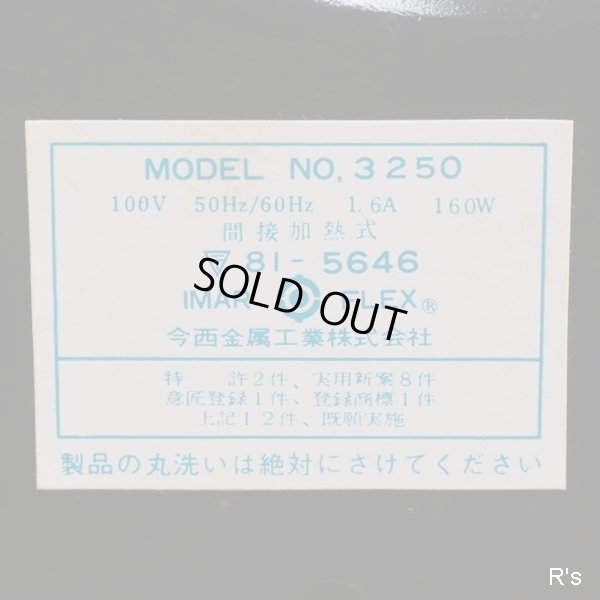 MODEL NO, 3250
100V 50Hz/60Hz 1.6A 160W
間接加熱式
81-5646
SOLD OUT
IMAR FLEX ®
今西金属工業株式会社
特 許2件、実用新案8件
意匠登録1件、登録商標1件
上記12件、既願実施
製品の丸洗いは絶対にさけてください
R's